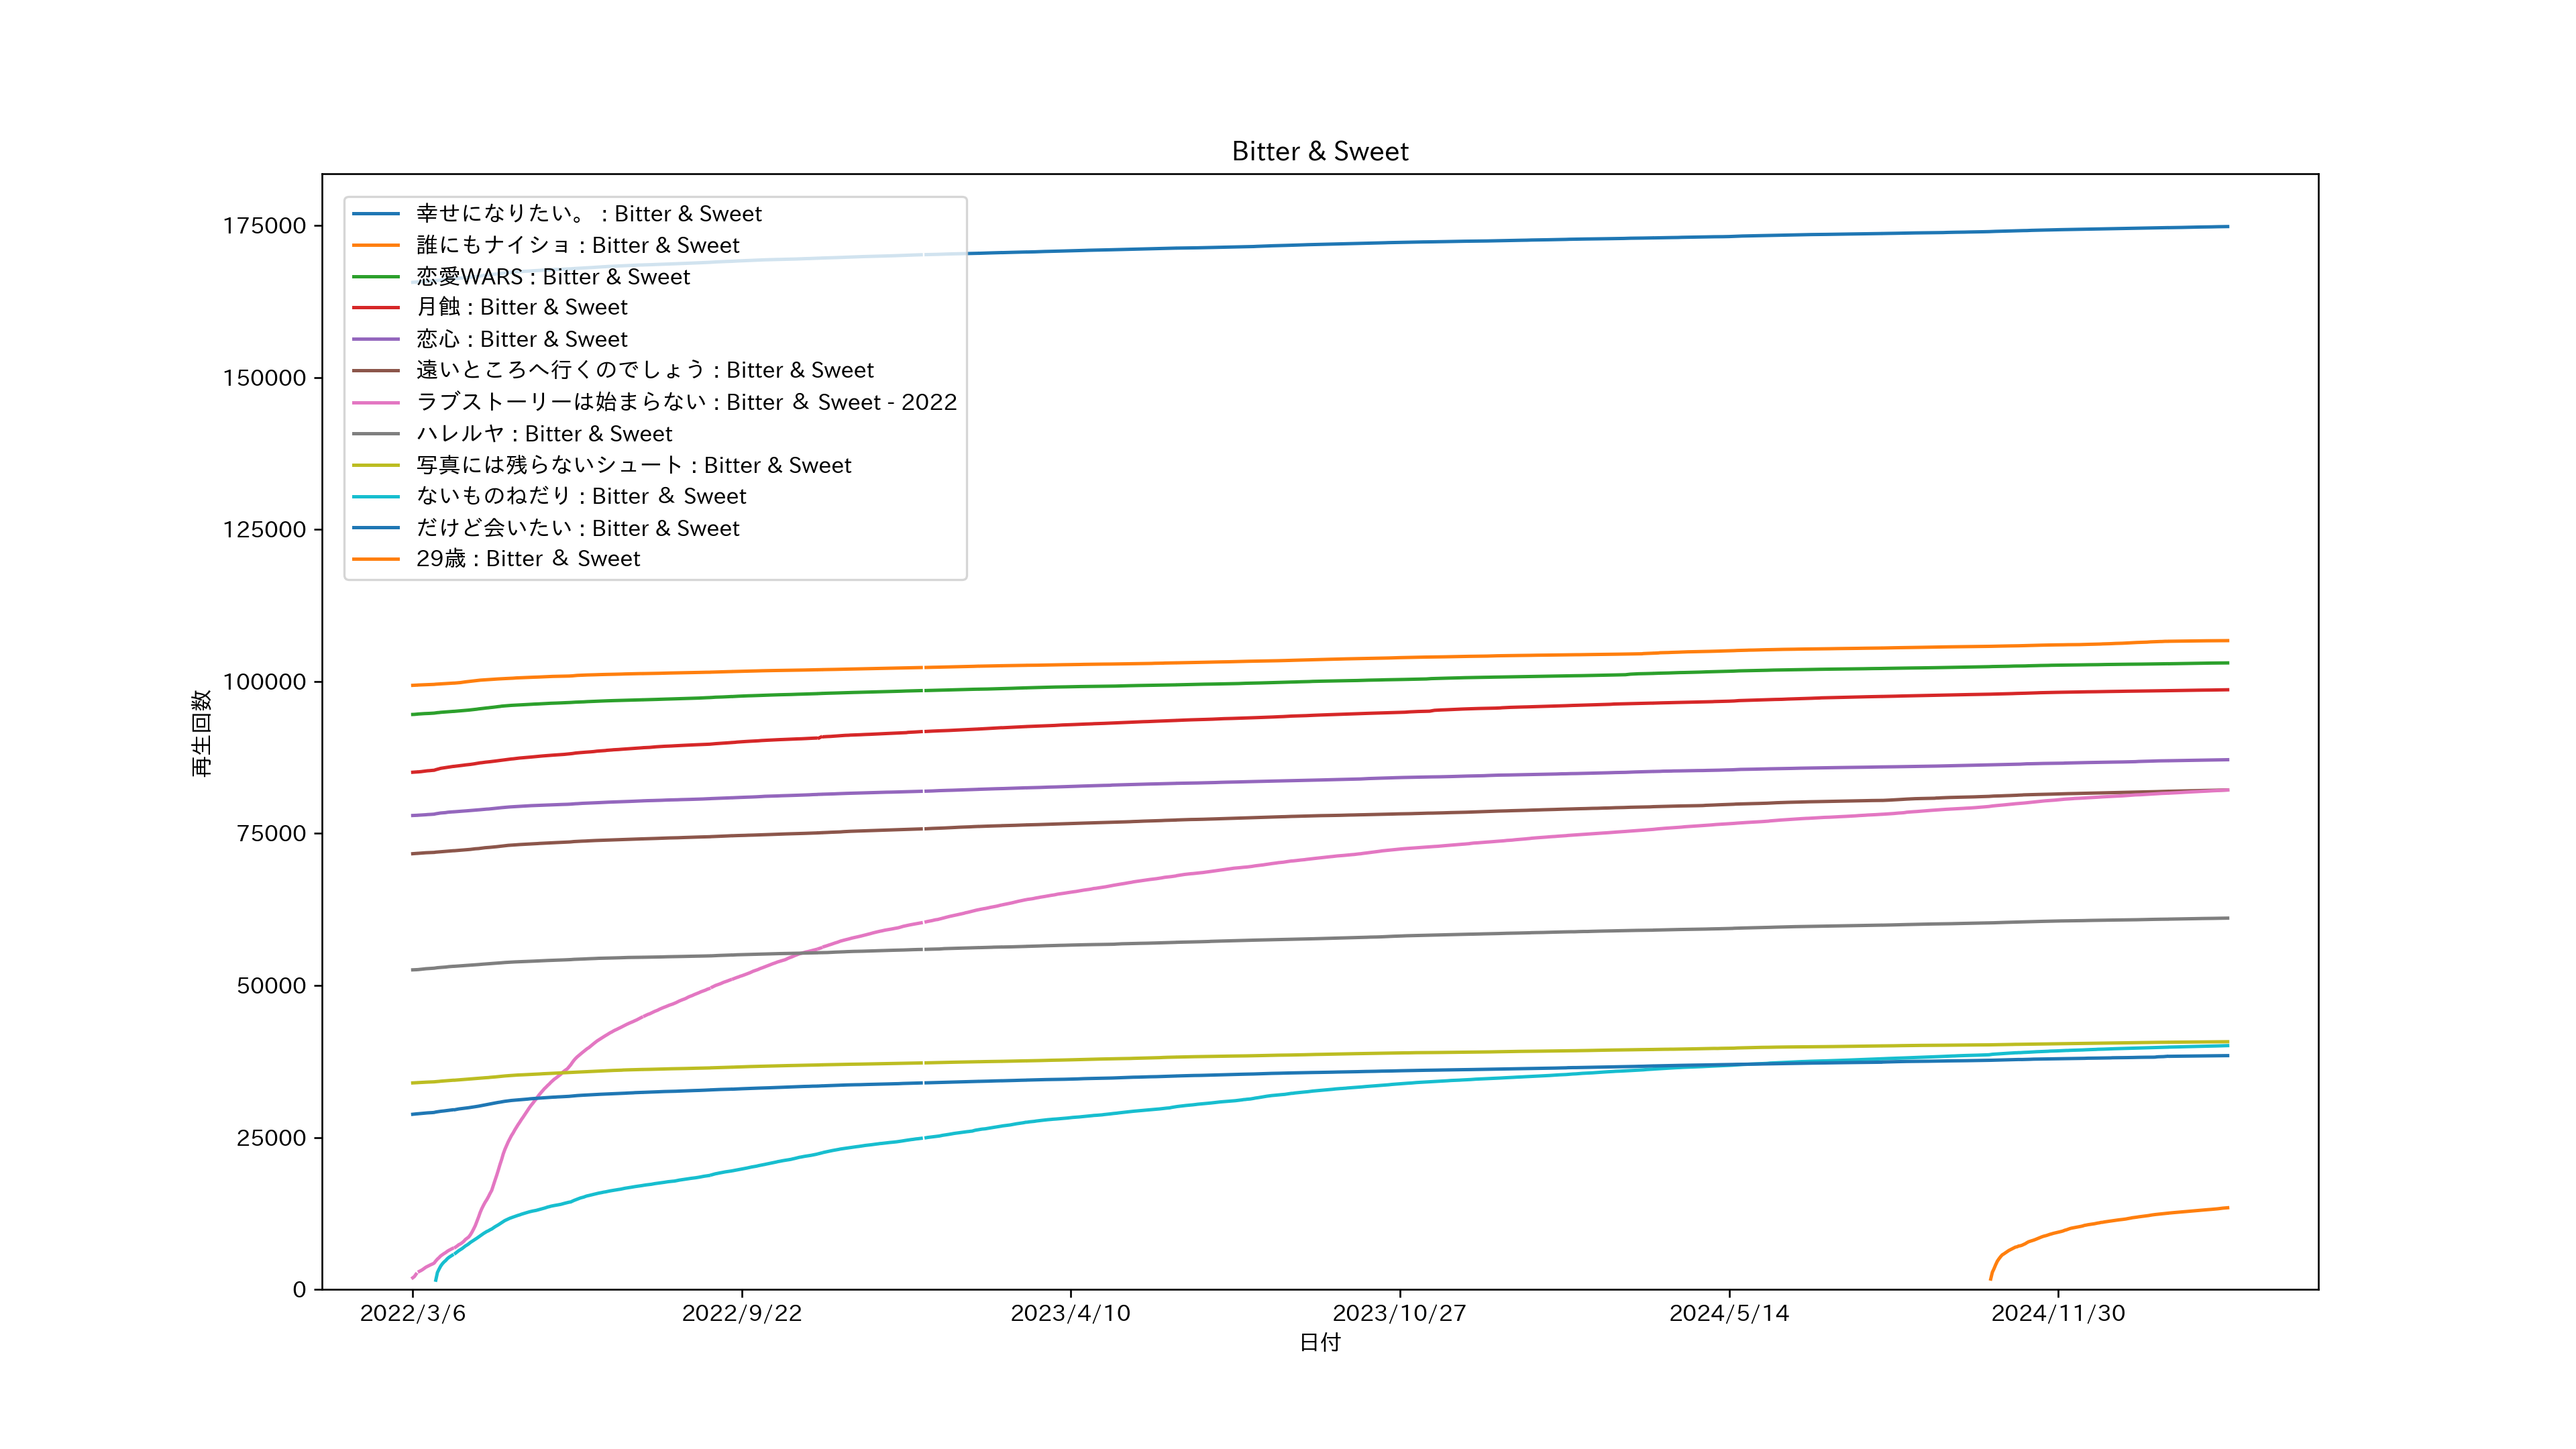 Bitter & Sweet
175000
150000
125000
100000
75000
50000
25000
0
再生回数
幸せになりたい。 : Bitter & Sweet
誰にもナイショ : Bitter & Sweet
恋愛WARS : Bitter & Sweet
月蝕 : Bitter & Sweet
恋心 : Bitter & Sweet
遠いところへ行くのでしょう : Bitter & Sweet
ラブストーリーは始まらない : Bitter ＆ Sweet - 2022
ハレルヤ : Bitter & Sweet
写真には残らないシュート : Bitter & Sweet
ないものねだり : Bitter ＆ Sweet
だけど会いたい : Bitter & Sweet
29歳 : Bitter ＆ Sweet
2022/3/6 2022/9/22 2023/4/10 2023/10/27 2024/5/14 2024/11/30
日付